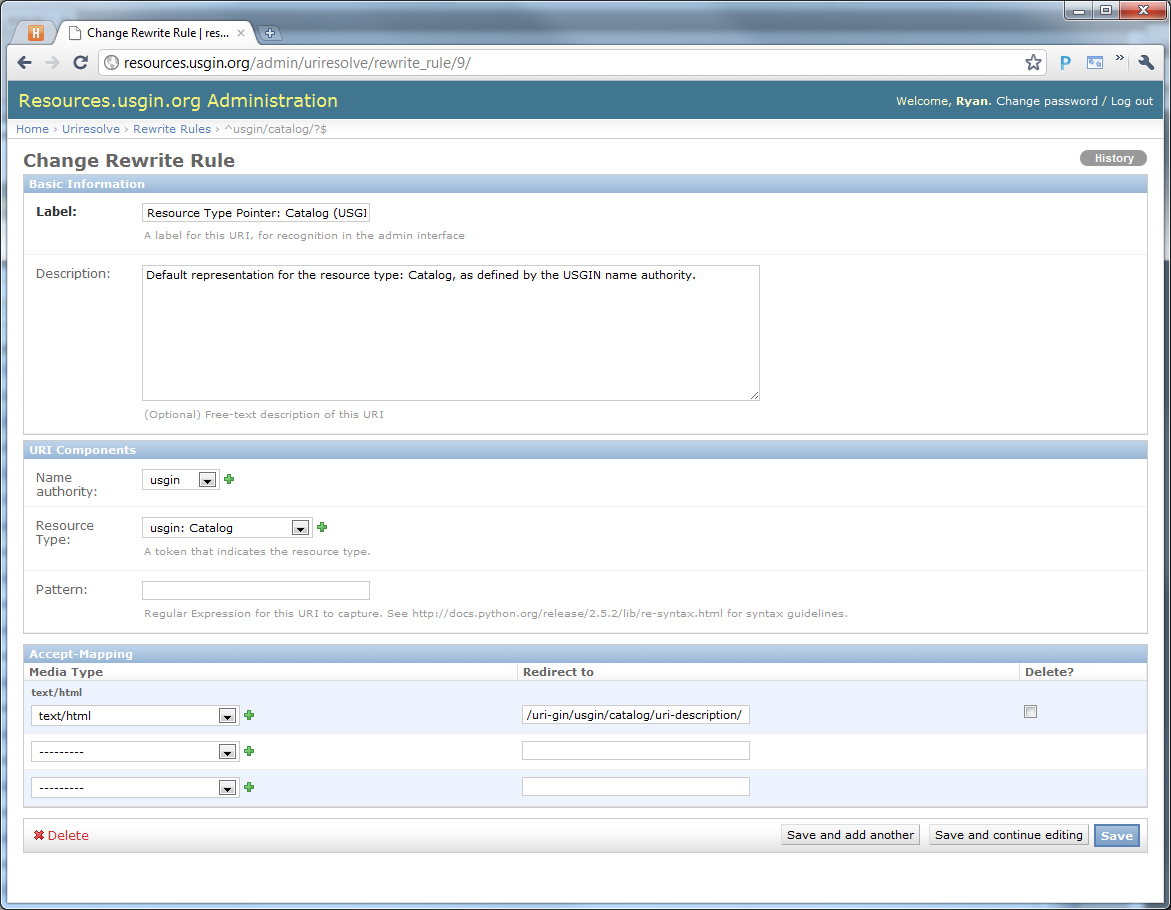 H
Change Rewrite Rule | res...
resources.usgin.org/admin/uriresolve/rewrite_rule/9/
P
»
Resources.usgin.org Administration
Welcome, Ryan. Change password / Log out
Home › Uriresolve › Rewrite Rules › ^usgin/catalog/?$
Change Rewrite Rule
History
Basic Information
Label:
Resource Type Pointer: Catalog (USGI
A label for this URI, for recognition in the admin interface
Description:
Default representation for the resource type: Catalog, as defined by the USGIN name authority.
(Optional) Free-text description of this URI
URI Components
Name
authority:
usgin
Resource
Type:
usgin: Catalog
A token that indicates the resource type.
Pattern:
Regular Expression for this URI to capture. See http://docs.python.org/release/2.5.2/lib/re-syntax.html for syntax guidelines.
Accept-Mapping
Media Type Redirect to Delete?
text/html
text/html /uri-gin/usgin/catalog/uri-description/
---------
---------
Delete
Save and add another Save and continue editing Save